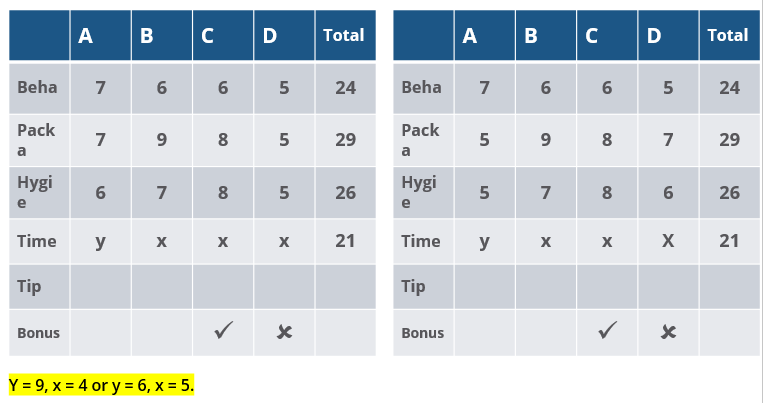 A B C D Total
Beha 7 6 6 5 24
Pack
a 7 9 8 5 29
Hygi
e 6 7 8 5 26
Time y x x x 21
Tip
Bonus ✓ ✘
A B C D Total
Beha 7 6 6 5 24
Pack
a 5 9 8 7 29
Hygi
e 5 7 8 6 26
Time y x x X 21
Tip
Bonus ✓ ✘
Y = 9, x = 4 or y = 6, x = 5.